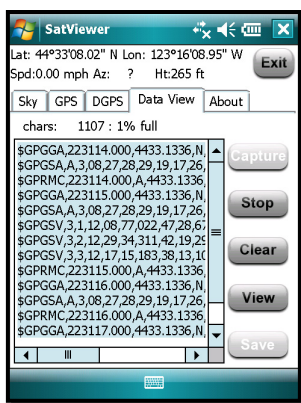 SatViewer
Lat: 44°33'08.02" N Lon: 123°16'08.95" W
Spd:0.00 mph Az: ? Ht:265 ft
Exit
Sky GPS DGPS Data View About
chars: 1107 : 1% full
$GPGGA,223114.000,4433.1336,N,
$GPGSA,A,3,08,27,28,29,19,17,26,
$GPRMC,223114.000,A,4433.1336,
$GPGGA,223115.000,4433.1336,N,
$GPGSA,A,3,08,27,28,29,19,17,26,
$GPGSV,3,1,12,08,77,022,47,28,67
$GPGSV,3,2,12,29,34,311,42,19,29
$GPGSV,3,3,12,17,15,183,38,13,10
$GPRMC,223115.000,A,4433.1336,
$GPGGA,223116.000,4433.1336,N,
$GPGSA,A,3,08,27,28,29,19,17,26,
$GPRMC,223116.000,A,4433.1336,
$GPGGA,223117.000,4433.1336,N,
Capture
Stop
Clear
View
Save